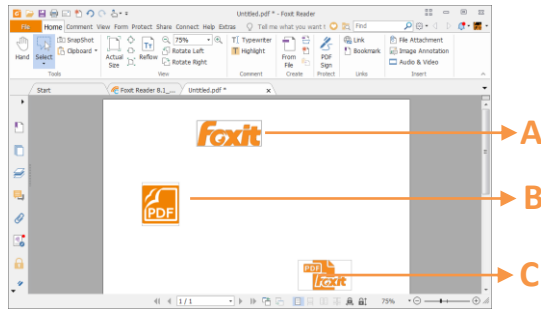 Untitled.pdf * - Foxit Reader
File Home Comment View Form Protect Share Connect Help Extras Tell me what you want t Find
Hand
Select
SnapShot
Clipboard
Actual Size
Reflow
75%
Rotate Left
Rotate Right
Typewriter
Highlight
From File
PDF Sign
Link
Bookmark
File Attachment
Image Annotation
Audio & Video
Tools View Comment Create Protect Links Insert
Start Foxit Reader 8.1_... Untitled.pdf * x
Foxit A
PDF B
PDF Foxit C
1 / 1 75%